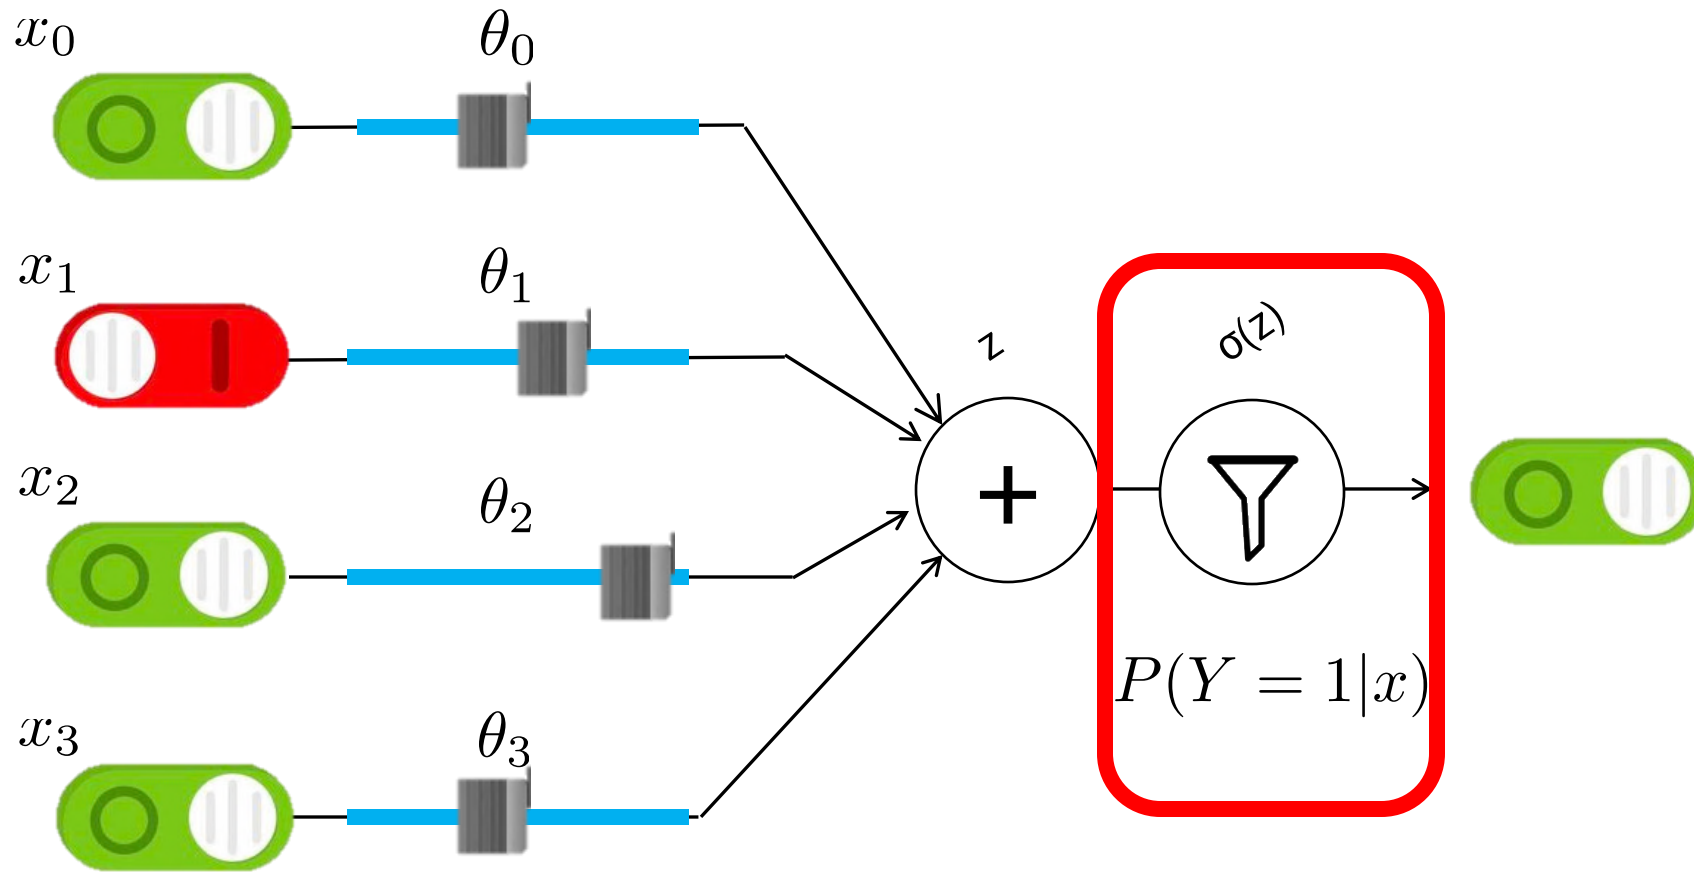 x₀
θ₀
x₁
θ₁
z
σ(z)
x₂
θ₂
+
P(Y = 1|x)
x₃
θ₃